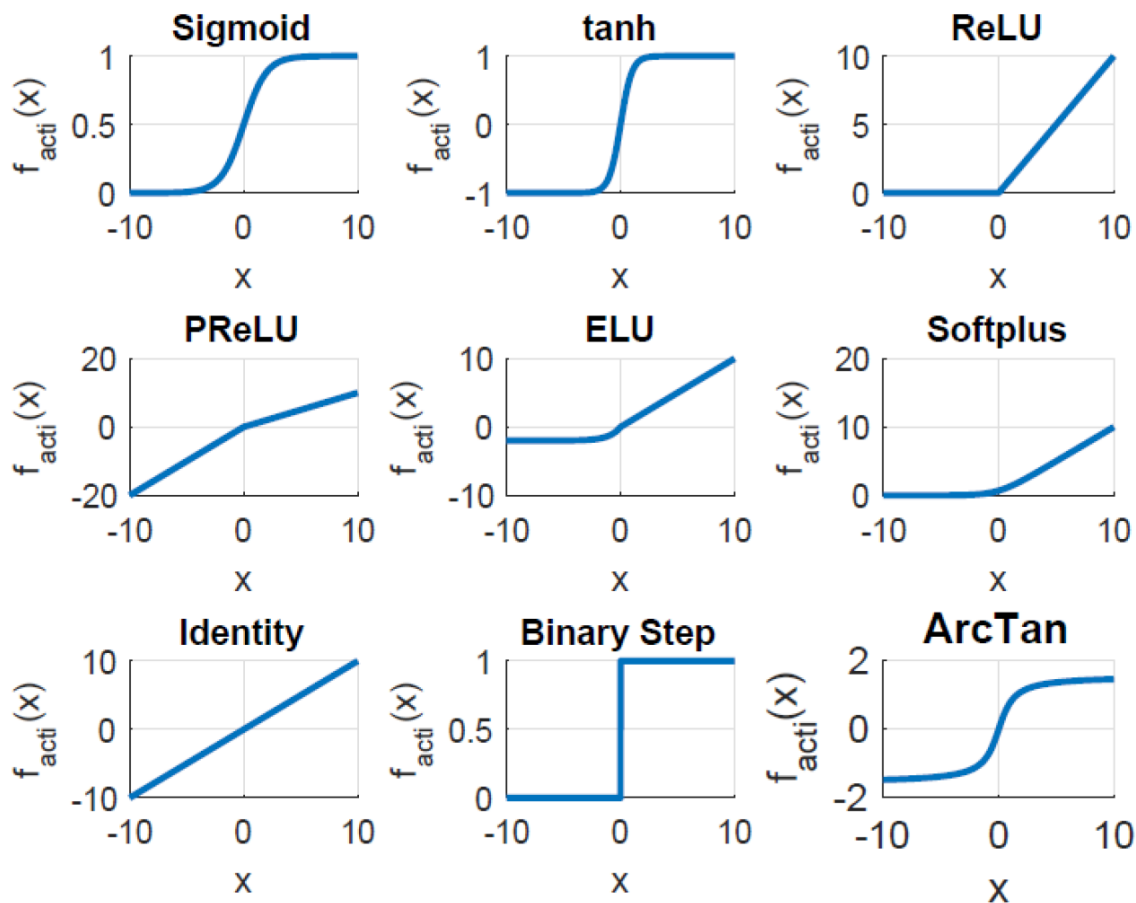 Sigmoid
1
0.5
0
-10 0 10
x
f_acti(x)
tanh
1
0
-1
-10 0 10
x
f_acti(x)
ReLU
10
5
0
-10 0 10
x
f_acti(x)
PReLU
20
0
-20
-10 0 10
x
f_acti(x)
ELU
10
0
-10
-10 0 10
x
f_acti(x)
Softplus
20
10
0
-10 0 10
x
f_acti(x)
Identity
10
0
-10
-10 0 10
x
f_acti(x)
Binary Step
1
0.5
0
-10 0 10
x
f_acti(x)
ArcTan
2
0
-2
-10 0 10
x
f_acti(x)